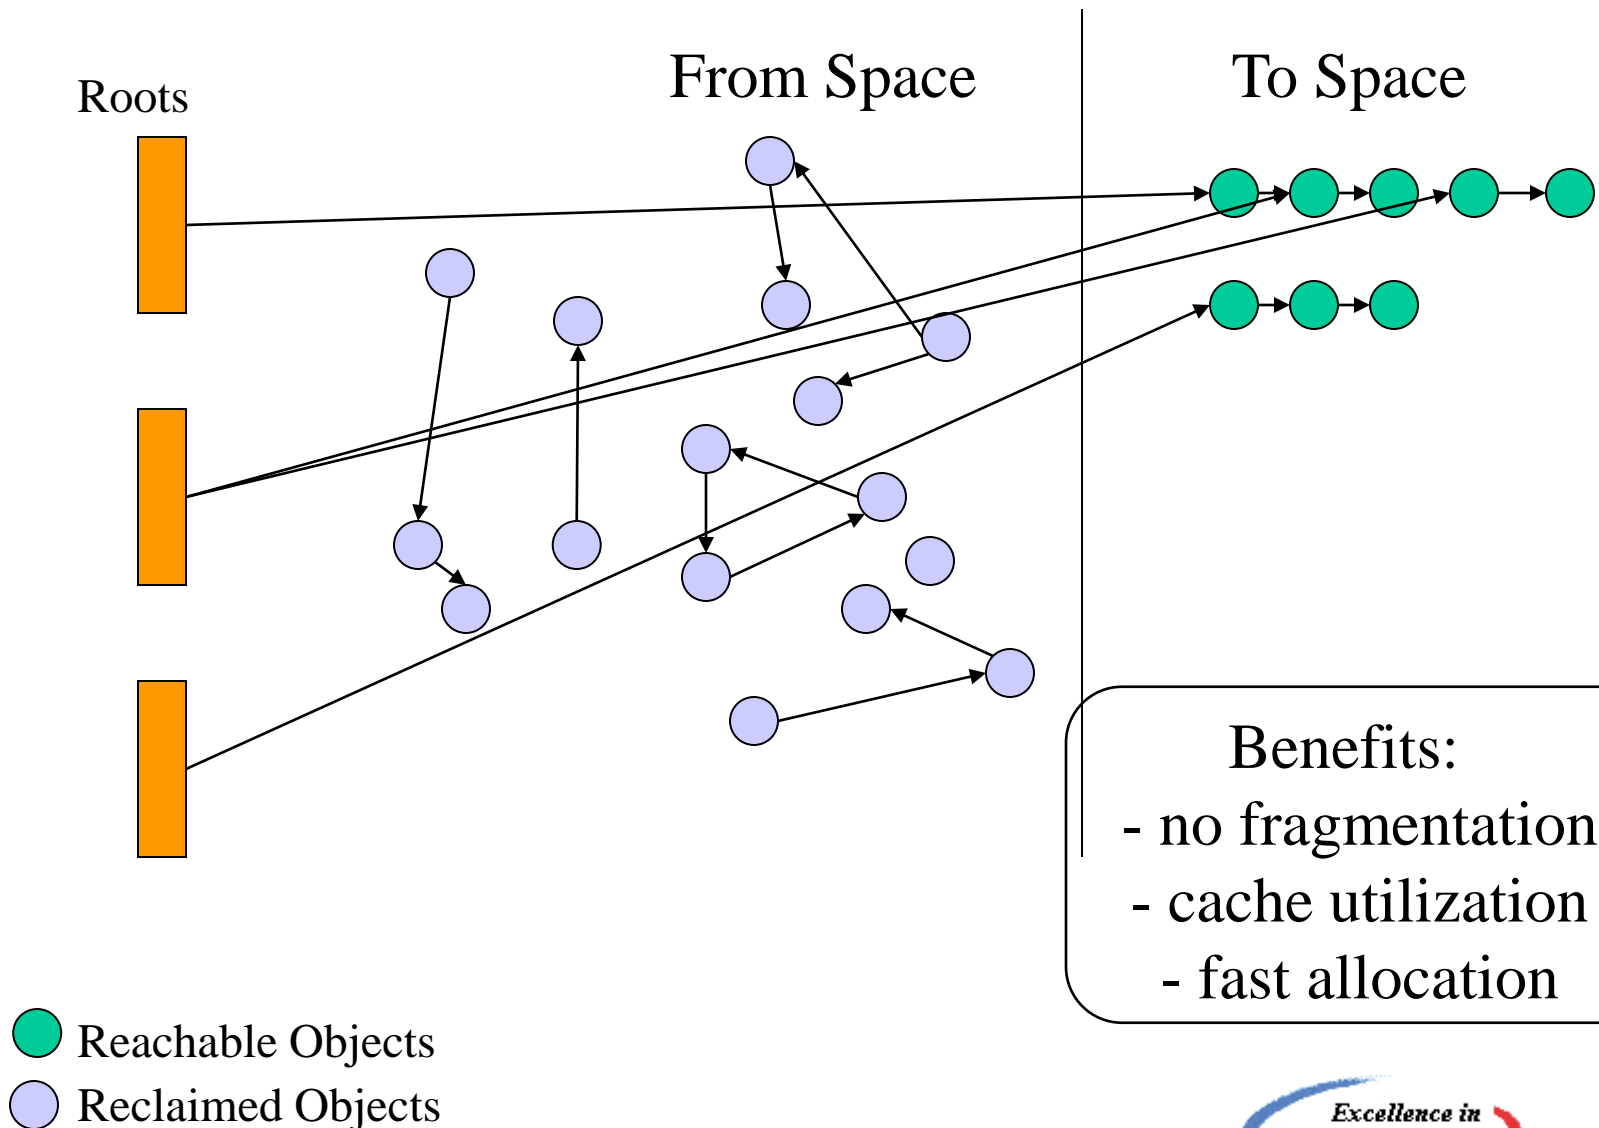 Roots
From Space
To Space
Benefits:
- no fragmentation
- cache utilization
- fast allocation
Reachable Objects
Reclaimed Objects
Excellence in